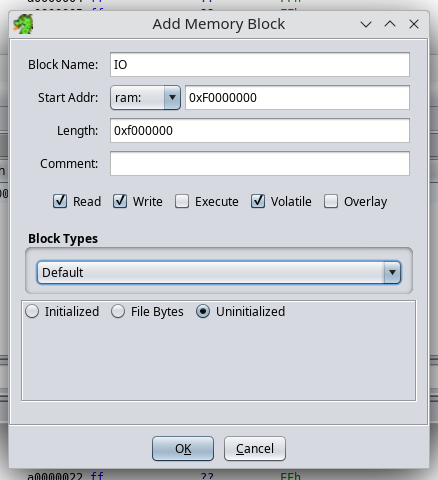 Add Memory Block
Block Name: IO
Start Addr: ram: 0xF0000000
Length: 0xf000000
Comment:
Read Write Execute Volatile Overlay
Block Types
Default
Initialized File Bytes Uninitialized
OK Cancel
a0000022 ff ?? FFh